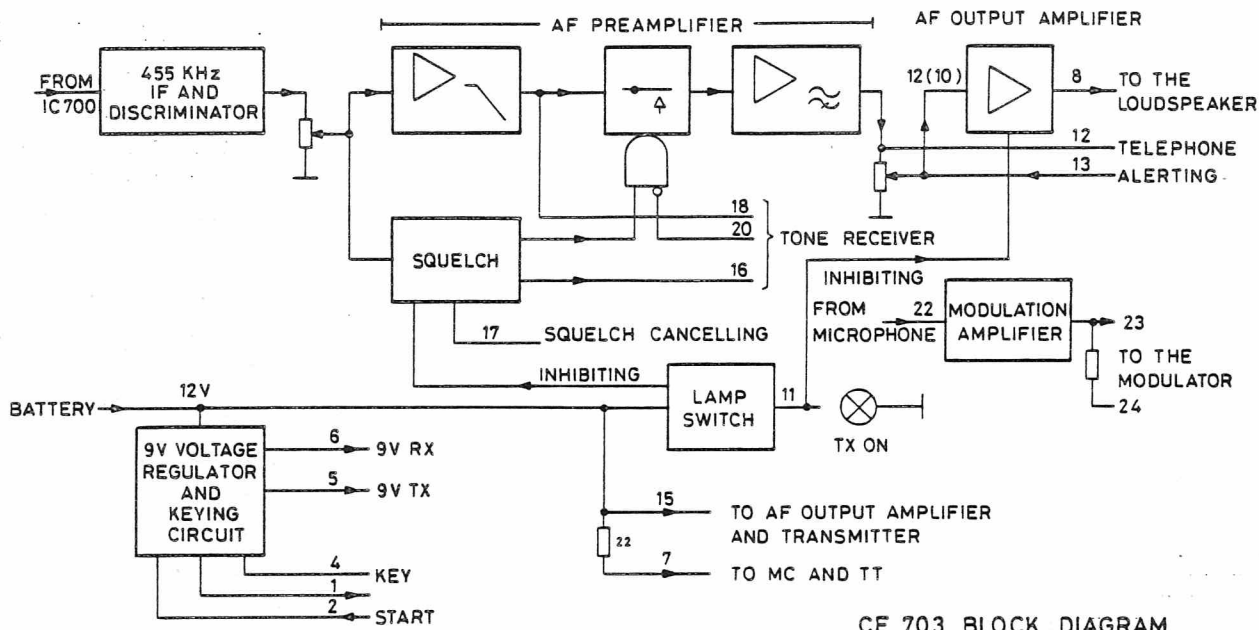 AF PREAMPLIFIER
AF OUTPUT AMPLIFIER
FROM
IC700
455 KHz
IF AND
DISCRIMINATOR
12(10)
8
TO THE
LOUDSPEAKER
12
TELEPHONE
13
ALERTING
18
20
16
TONE RECEIVER
SQUELCH
INHIBITING
17
SQUELCH CANCELLING
FROM
MICROPHONE
22
MODULATION
AMPLIFIER
23
TO THE
MODULATOR
24
INHIBITING
LAMP
SWITCH
11
TX ON
BATTERY
12V
9V VOLTAGE
REGULATOR
AND
KEYING
CIRCUIT
6
9V RX
5
9V TX
4
KEY
1
2
START
15
TO AF OUTPUT AMPLIFIER
AND TRANSMITTER
22
7
TO MC AND TT
CF 703 BLOCK DIAGRAM